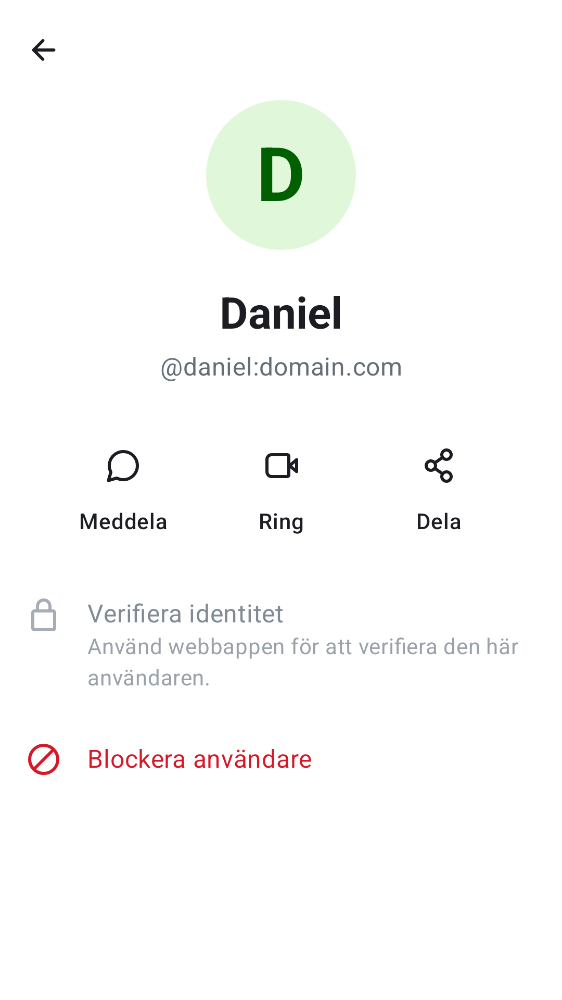 D
Daniel
@daniel:domain.com
Meddela
Ring
Dela
Verifiera identitet
Använd webbappen för att verifiera den här
användaren.
Blockera användare